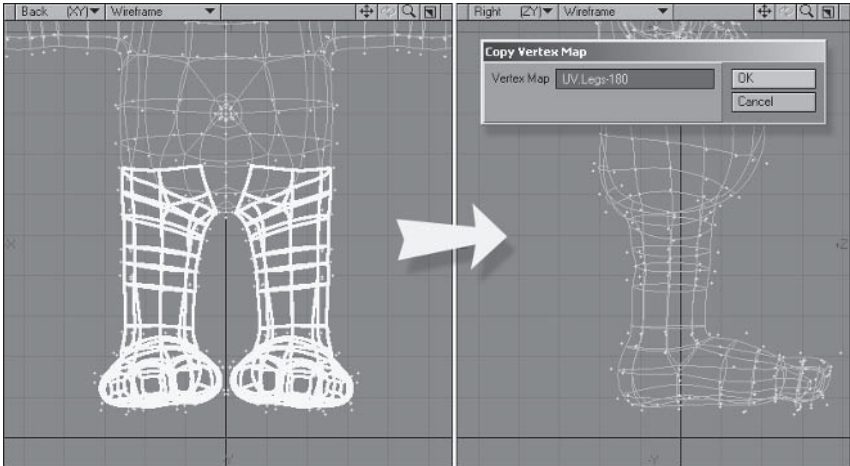 Back (XY) Wireframe
Right (ZY) Wireframe
Copy Vertex Map
Vertex Map UV.Legs-180 OK
Cancel
X
+Z
-Y
-Y